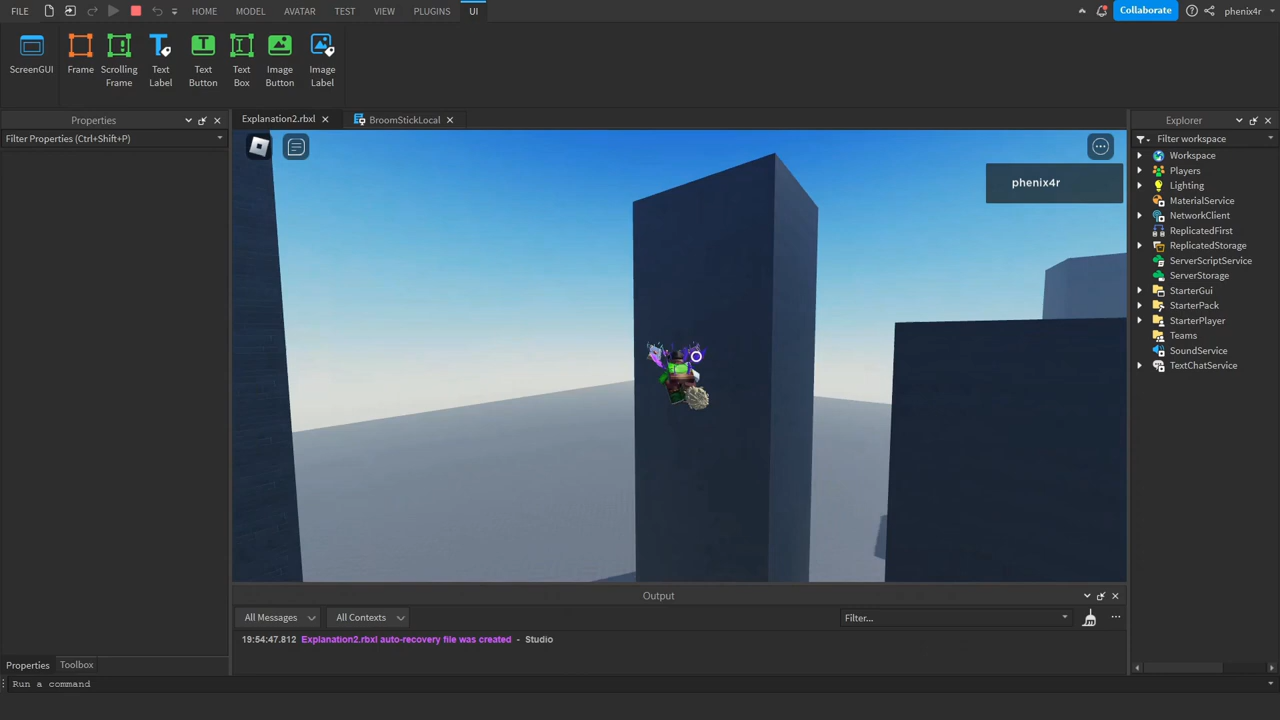 FILE HOME MODEL AVATAR TEST VIEW PLUGINS UI Collaborate phenix4r
ScreenGUI Frame Scrolling Frame Text Label Text Button Text Box Image Button Image Label
Properties Explanation2.rbxl BroomStickLocal Explorer
Filter Properties (Ctrl+Shift+P) Filter workspace
phenix4r
Workspace
Players
Lighting
MaterialService
NetworkClient
ReplicatedFirst
ReplicatedStorage
ServerScriptService
ServerStorage
StarterGui
StarterPack
StarterPlayer
Teams
SoundService
TextChatService
Output
All Messages All Contexts Filter...
19:54:47.812 Explanation2.rbxl auto-recovery file was created - Studio
Properties Toolbox
Run a command